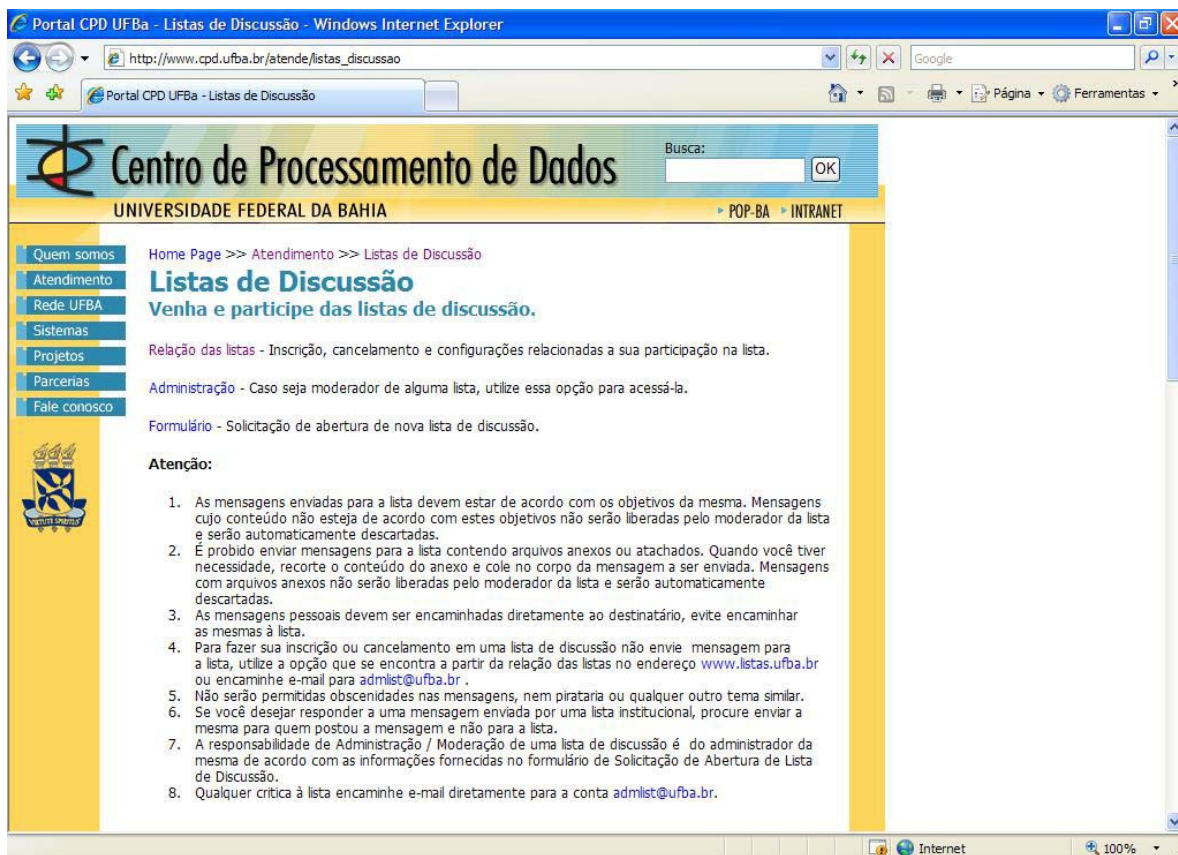 Portal CPD UFBa - Listas de Discussão - Windows Internet Explorer
http://www.cpd.ufba.br/atende/listas_discussao
Google
Portal CPD UFBa - Listas de Discussão
Página
Ferramentas
Centro de Processamento de Dados
Busca:
OK
UNIVERSIDADE FEDERAL DA BAHIA
POP-BA
INTRANET
Quem somos
Atendimento
Rede UFBA
Sistemas
Projetos
Parcerias
Fale conosco
VIRTUTE SPIRITUS
Home Page >> Atendimento >> Listas de Discussão
Listas de Discussão
Venha e participe das listas de discussão.
Relação das listas - Inscrição, cancelamento e configurações relacionadas a sua participação na lista.
Administração - Caso seja moderador de alguma lista, utilize essa opção para acessá-la.
Formulário - Solicitação de abertura de nova lista de discussão.
Atenção:
1. As mensagens enviadas para a lista devem estar de acordo com os objetivos da mesma. Mensagens
cujo conteúdo não esteja de acordo com estes objetivos não serão liberadas pelo moderador da lista
e serão automaticamente descartadas.
2. É probido enviar mensagens para a lista contendo arquivos anexos ou atachados. Quando você tiver
necessidade, recorte o conteúdo do anexo e cole no corpo da mensagem a ser enviada. Mensagens
com arquivos anexos não serão liberadas pelo moderador da lista e serão automaticamente
descartadas.
3. As mensagens pessoais devem ser encaminhadas diretamente ao destinatário, evite encaminhar
as mesmas à lista.
4. Para fazer sua inscrição ou cancelamento em uma lista de discussão não envie mensagem para
a lista, utilize a opção que se encontra a partir da relação das listas no endereço www.listas.ufba.br
ou encaminhe e-mail para admlist@ufba.br .
5. Não serão permitidas obscenidades nas mensagens, nem pirataria ou qualquer outro tema similar.
6. Se você desejar responder a uma mensagem enviada por uma lista institucional, procure enviar a
mesma para quem postou a mensagem e não para a lista.
7. A responsabilidade de Administração / Moderação de uma lista de discussão é do administrador da
mesma de acordo com as informações fornecidas no formulário de Solicitação de Abertura de Lista
de Discussão.
8. Qualquer critica à lista encaminhe e-mail diretamente para a conta admlist@ufba.br.
Internet
100%